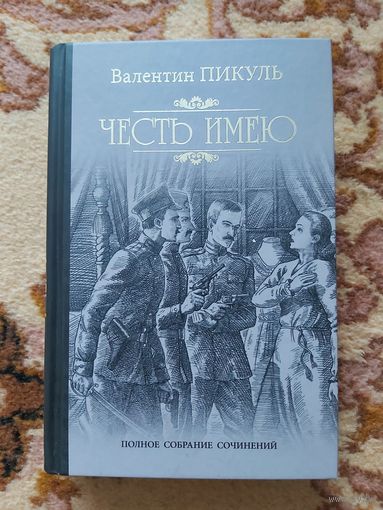 Валентин ПИКУЛЬ
ЧЕСТЬ ИМЕЮ
ПОЛНОЕ СОБРАНИЕ СОЧИНЕНИЙ